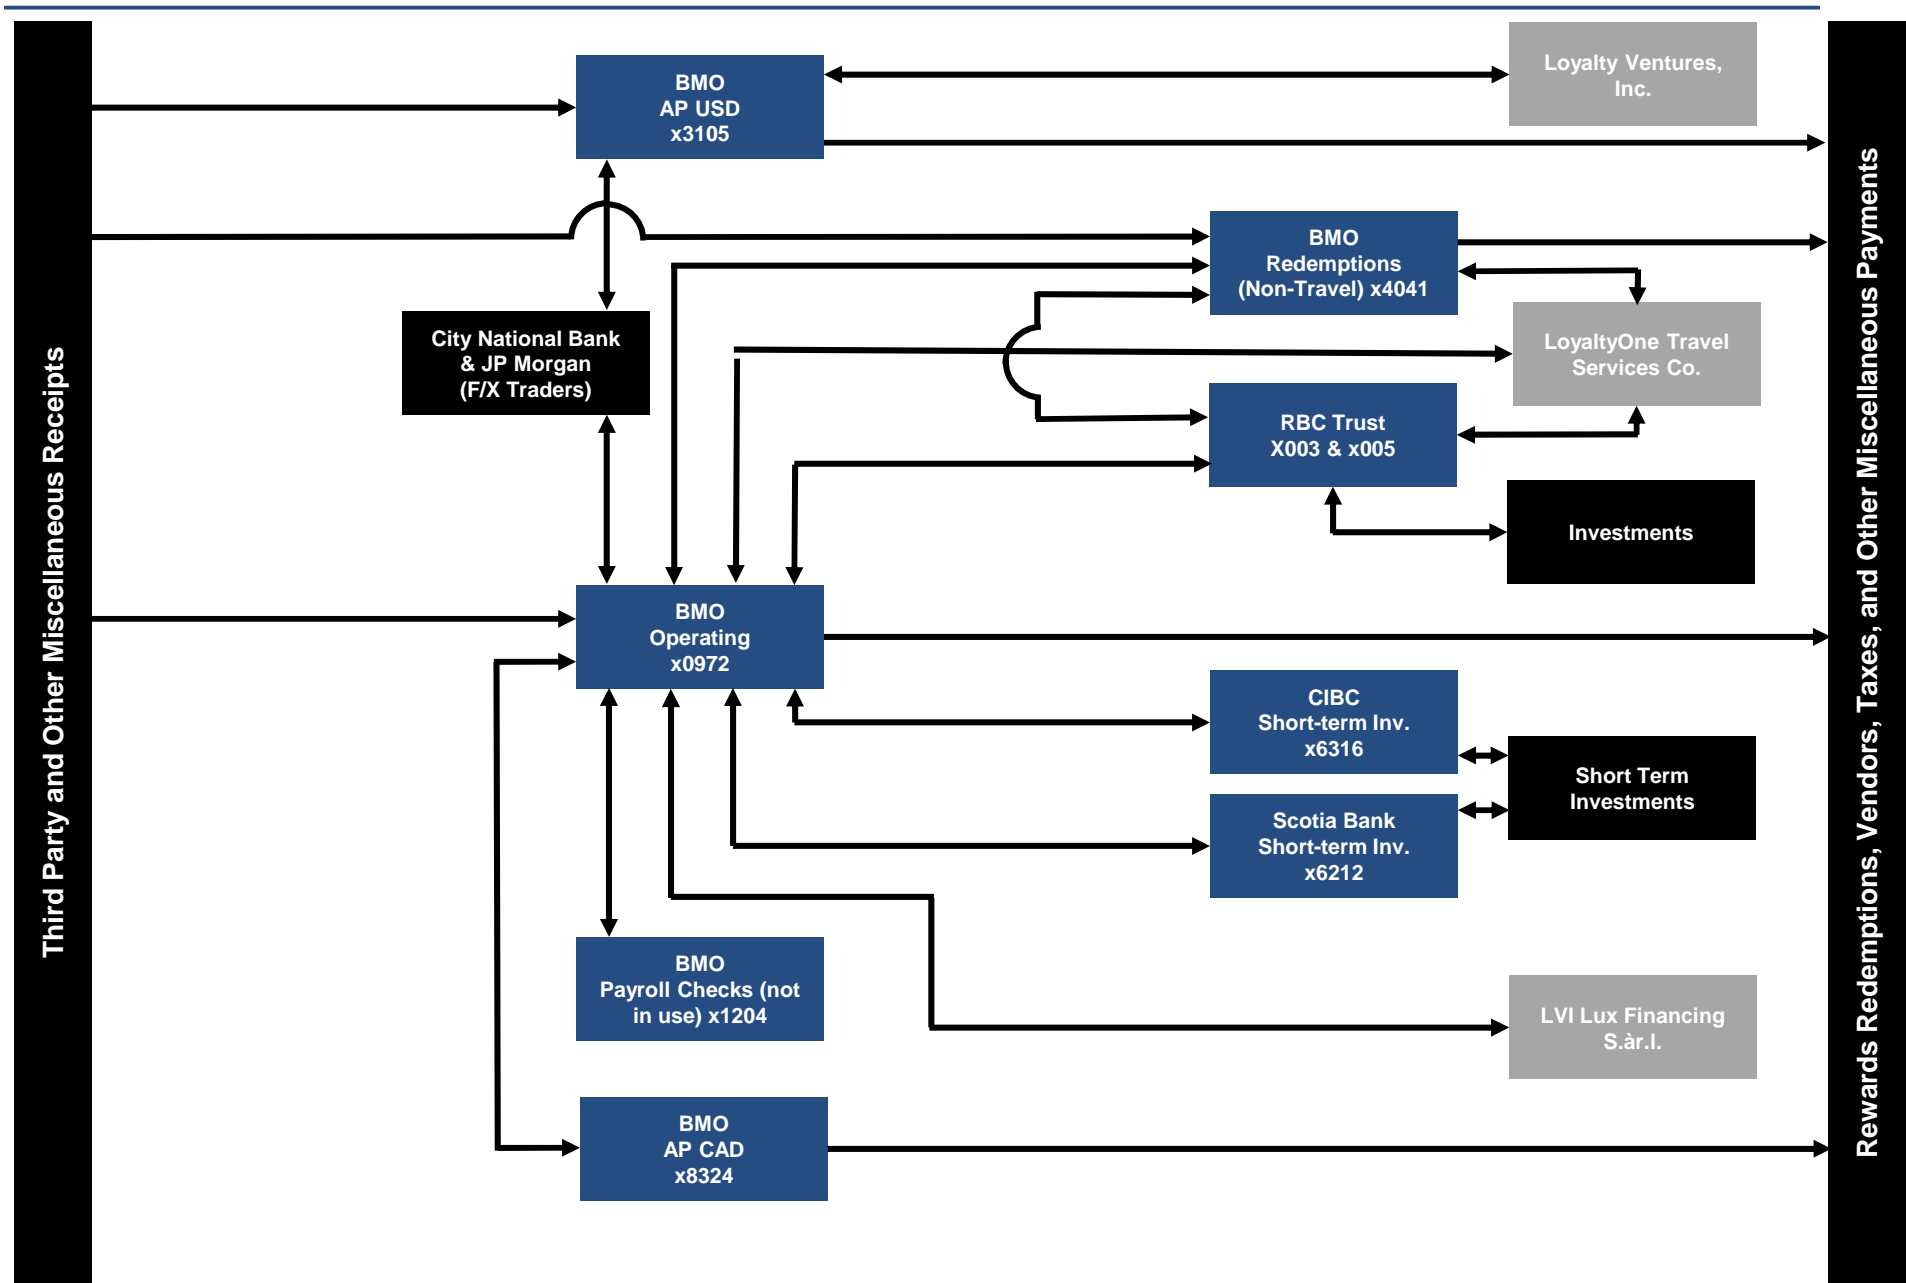 Third Party and Other Miscellaneous Receipts
BMO
AP USD
x3105
Loyalty Ventures,
Inc.
BMO
Redemptions
(Non-Travel) x4041
City National Bank
& JP Morgan
(F/X Traders)
LoyaltyOne Travel
Services Co.
RBC Trust
X003 & x005
Investments
BMO
Operating
x0972
CIBC
Short-term Inv.
x6316
Short Term
Investments
Scotia Bank
Short-term Inv.
x6212
BMO
Payroll Checks (not
in use) x1204
LVI Lux Financing
S.àr.l.
BMO
AP CAD
x8324
Rewards Redemptions, Vendors, Taxes, and Other Miscellaneous Payments